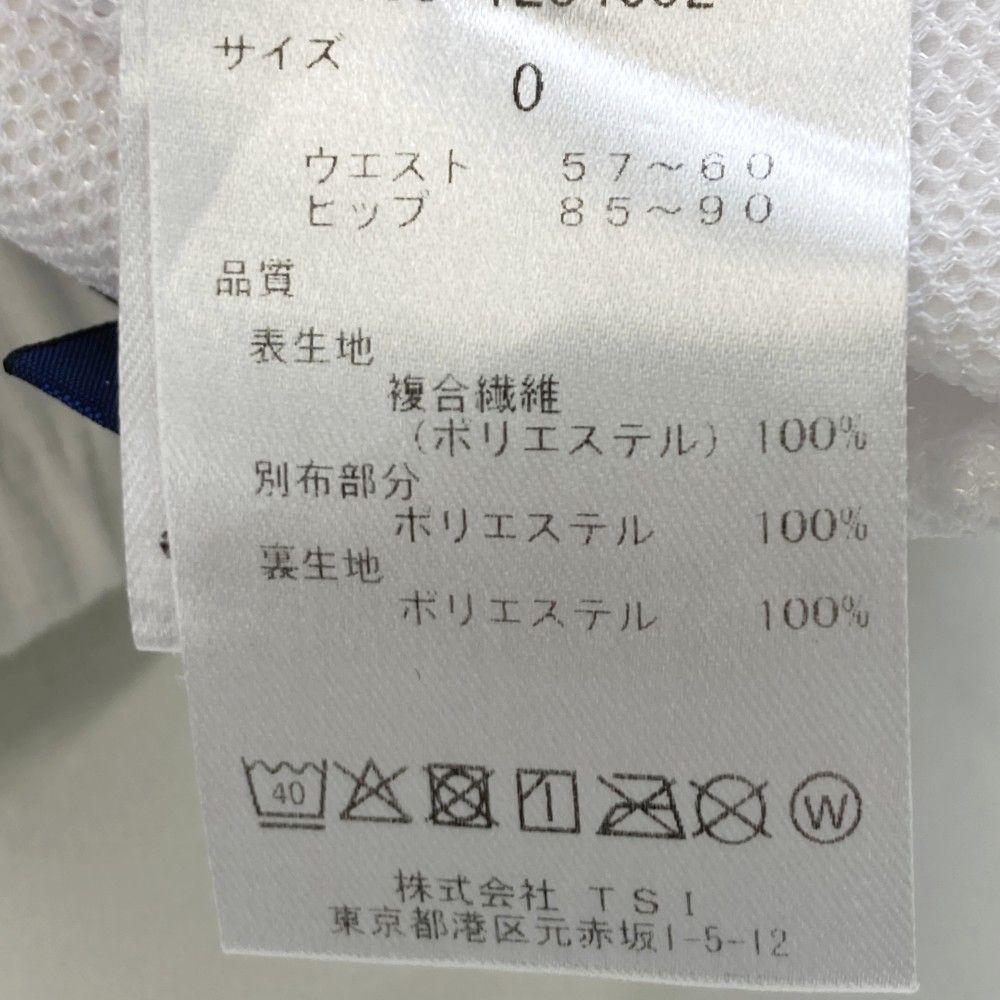 サイズ
0
ウエスト 57～60
ヒップ 85～90
品質
表生地
複合繊維
(ポリエステル) 100%
別布部分
ポリエステル 100%
裏生地
ポリエステル 100%
40
W
株式会社 TSI
東京都港区元赤坂1-5-12